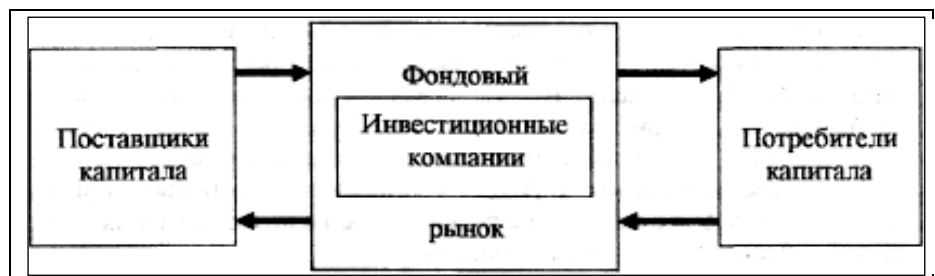 Поставщики
капитала
Фондовый
Инвестиционные
компании
рынок
Потребители
капитала